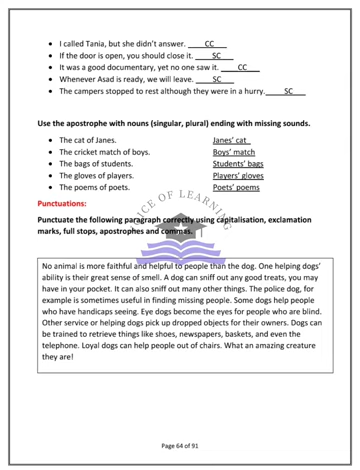 • I called Tania, but she didn't answer. ___CC___
• If the door is open, you should close it. ___SC___
• It was a good documentary, yet no one saw it. ___CC___
• Whenever Asad is ready, we will leave. ___SC___
• The campers stopped to rest although they were in a hurry.___SC___
Use the apostrophe with nouns (singular, plural) ending with missing sounds.
• The cat of Janes. Janes' cat
• The cricket match of boys. Boys' match
• The bags of students. Students' bags
• The gloves of players. Players' gloves
• The poems of poets. Poets' poems
Punctuations:
VOICE OF LEARNING
Punctuate the following paragraph correctly using capitalisation, exclamation
marks, full stops, apostrophes and commas.
No animal is more faithful and helpful to people than the dog. One helping dogs'
ability is their great sense of smell. A dog can sniff out any good treats, you may
have in your pocket. It can also sniff out many other things. The police dog, for
example is sometimes useful in finding missing people. Some dogs help people
who have handicaps seeing. Eye dogs become the eyes for people who are blind.
Other service or helping dogs pick up dropped objects for their owners. Dogs can
be trained to retrieve things like shoes, newspapers, baskets, and even the
telephone. Loyal dogs can help people out of chairs. What an amazing creature
they are!
Page 64 of 91